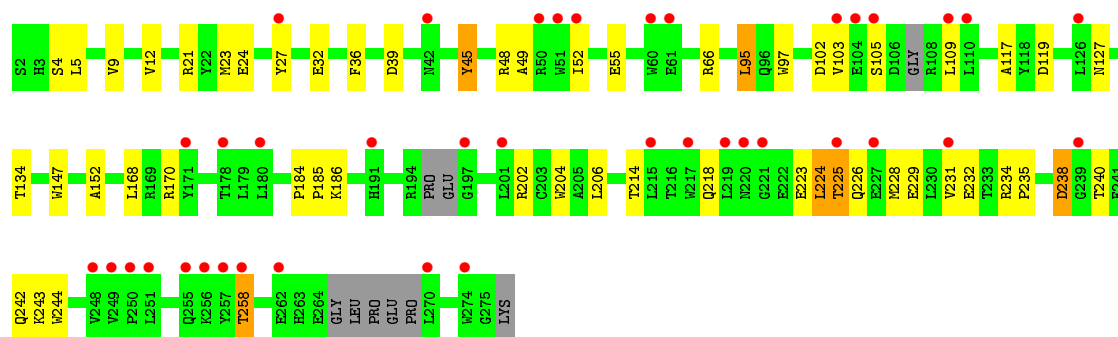 S2 H3 S4 L5 V9 V12 R21 Y22 M23 E24 Y27 E32 F36 D39 N42 Y45 R48 A49 R50 W51 I52 E55 W60 E61 R66 L95 Q96 W97 D102 V103 E104 S105 D106 GLY R108 L109 L110 A117 Y118 D119 L126 N127
T134 W147 A152 L168 R169 R170 Y171 T178 L179 L180 P184 P185 K186 H191 R194 PRO GLU G197 L201 R202 C203 W204 A205 L206 T214 L215 T216 W217 Q218 L219 N220 G221 E222 E223 L224 T225 Q226 E227 M228 E229 L230 V231 E232 T233 R234 P235 D238 G239 T240 F241
Q242 K243 W244 V248 V249 P250 L251 Q255 K256 Y257 T258 E262 H263 E264 GLY LEU PRO GLU PRO L270 W274 G275 LYS